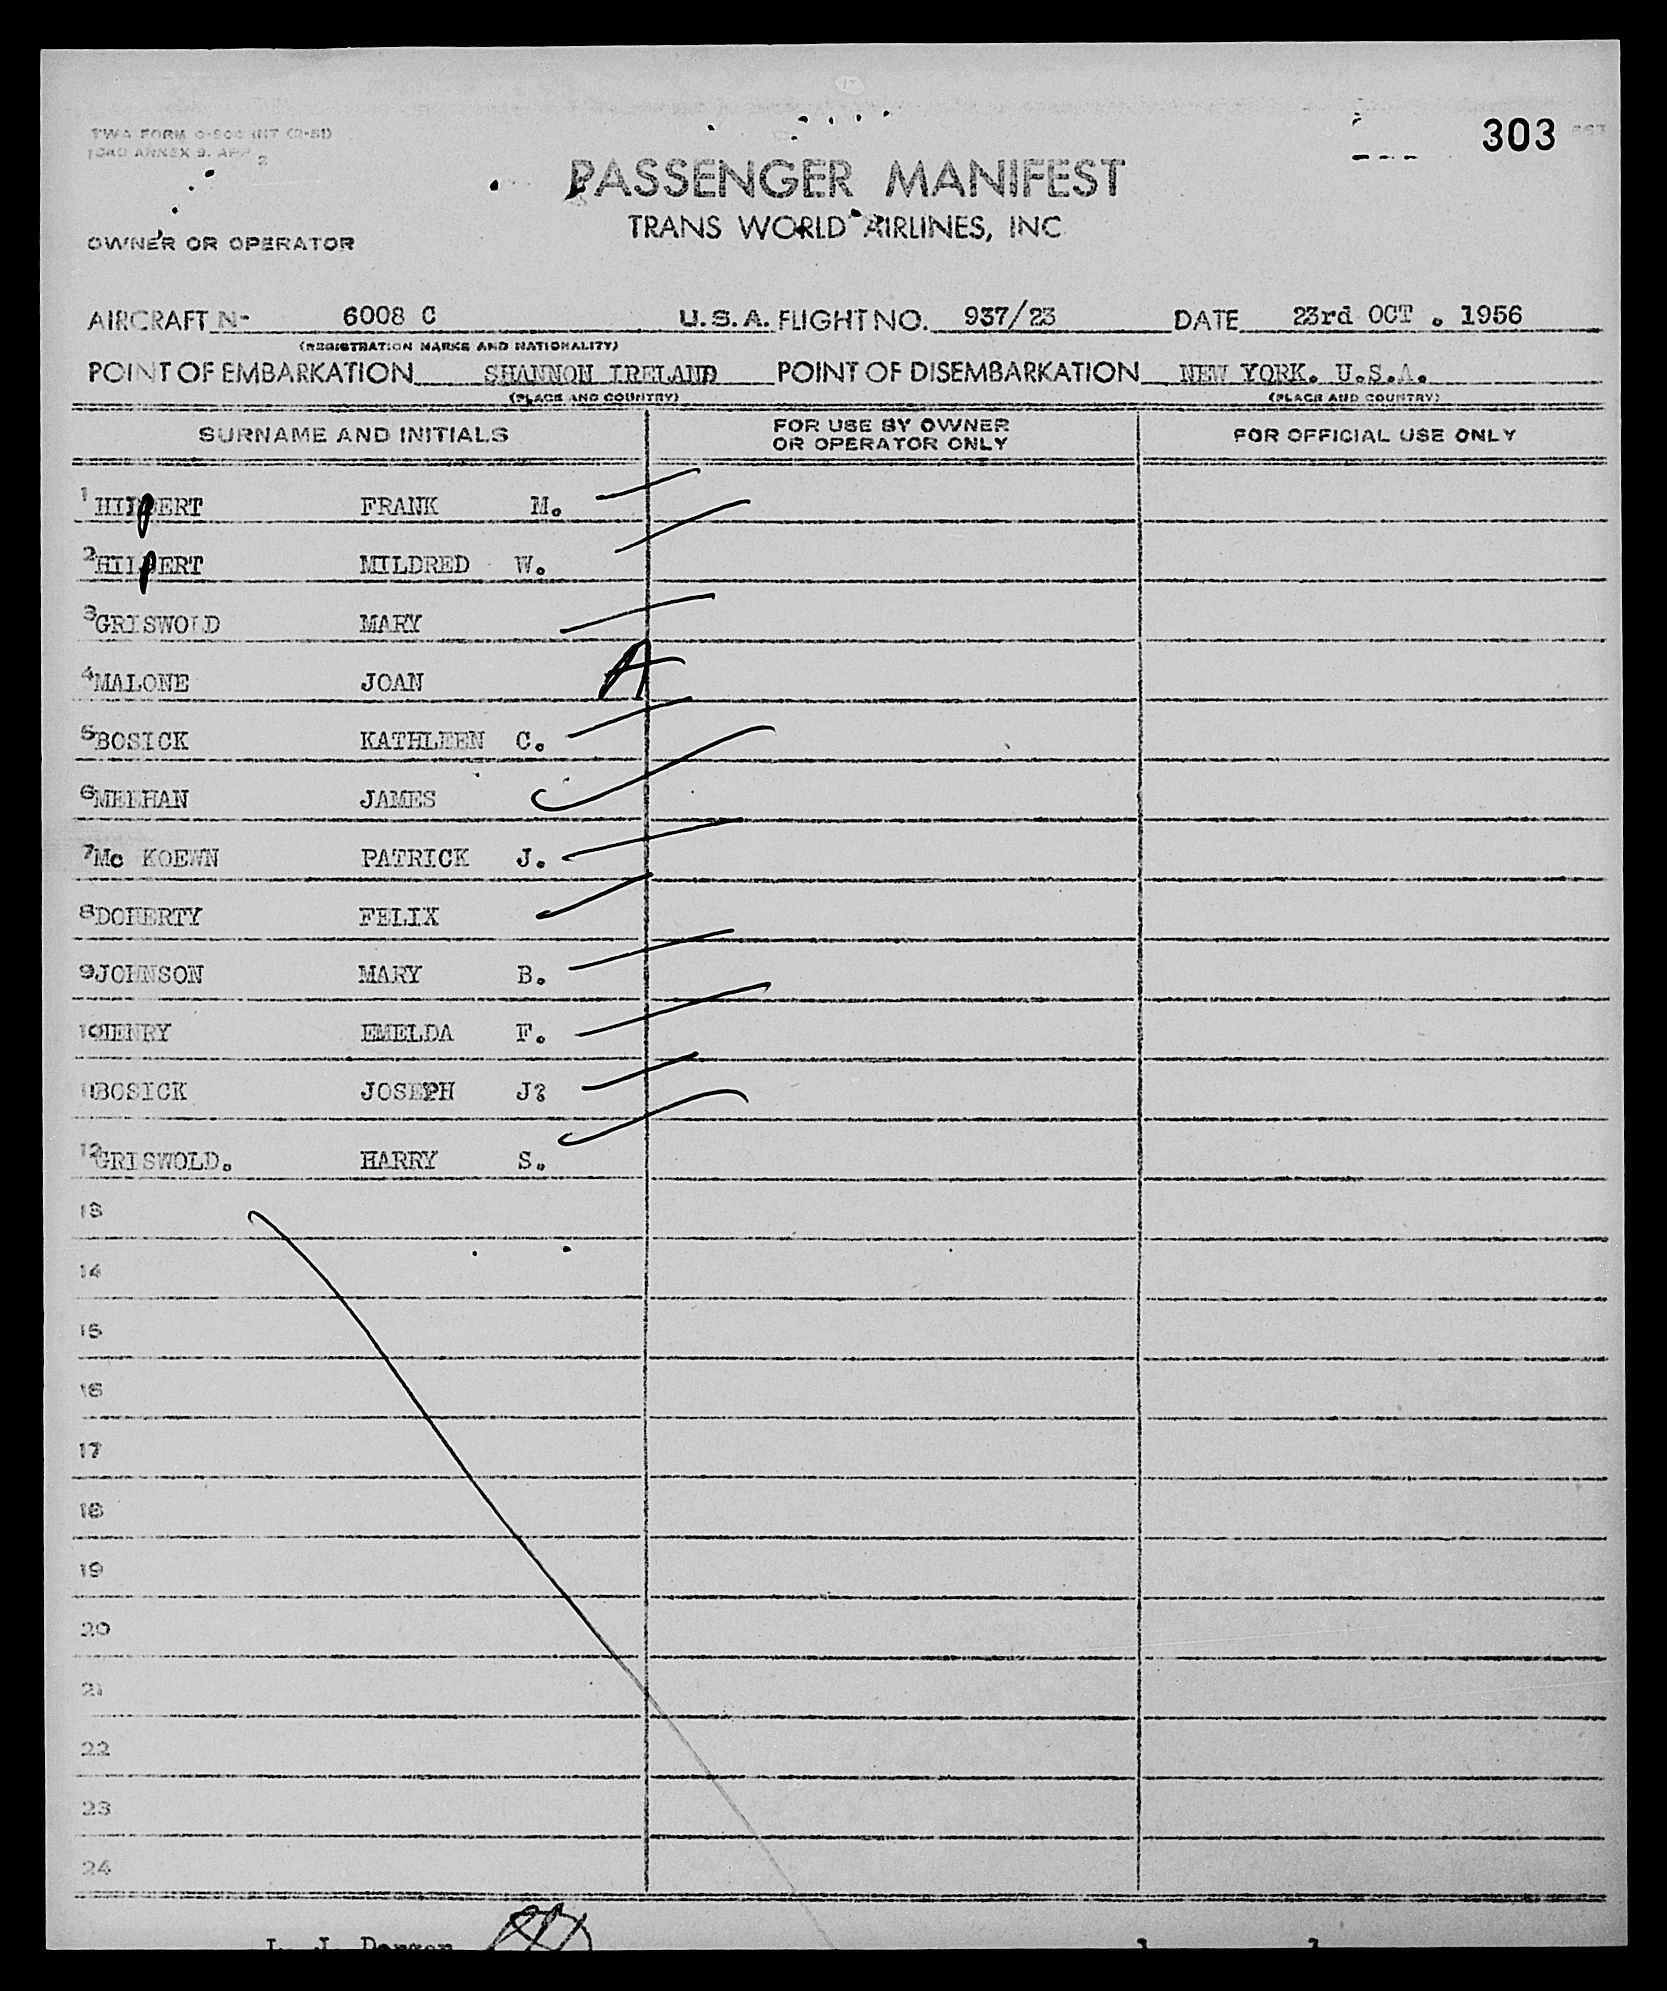 303
TWA FORM
PASSENGER MANIFEST
TRANS WORLD AIRLINES, INC
OWNER OR OPERATOR
AIRCRAFT N- 6008 C U.S.A. FLIGHT NO. 937/23 DATE 23rd OCT . 1956
(REGISTRATION MARKS AND NATIONALITY)
POINT OF EMBARKATION SHANNON IRELAND POINT OF DISEMBARKATION NEW YORK. U.S.A.
(PLACE AND COUNTRY) (PLACE AND COUNTRY)
SURNAME AND INITIALS FOR USE BY OWNER OR OPERATOR ONLY FOR OFFICIAL USE ONLY
1 HILPERT FRANK M.
2 HILPERT MILDRED W.
3 GRISWOLD MARY
4 MALONE JOAN A
5 BOSICK KATHLEEN C.
6 MEEHAN JAMES
7 Mc KOEWN PATRICK J.
8 DOHERTY FELIX
9 JOHNSON MARY B.
10 HENRY EMELDA F.
11 BOSICK JOSEPH J?
12 GRISWOLD. HARRY S.
13
14
15
16
17
18
19
20
21
22
23
24